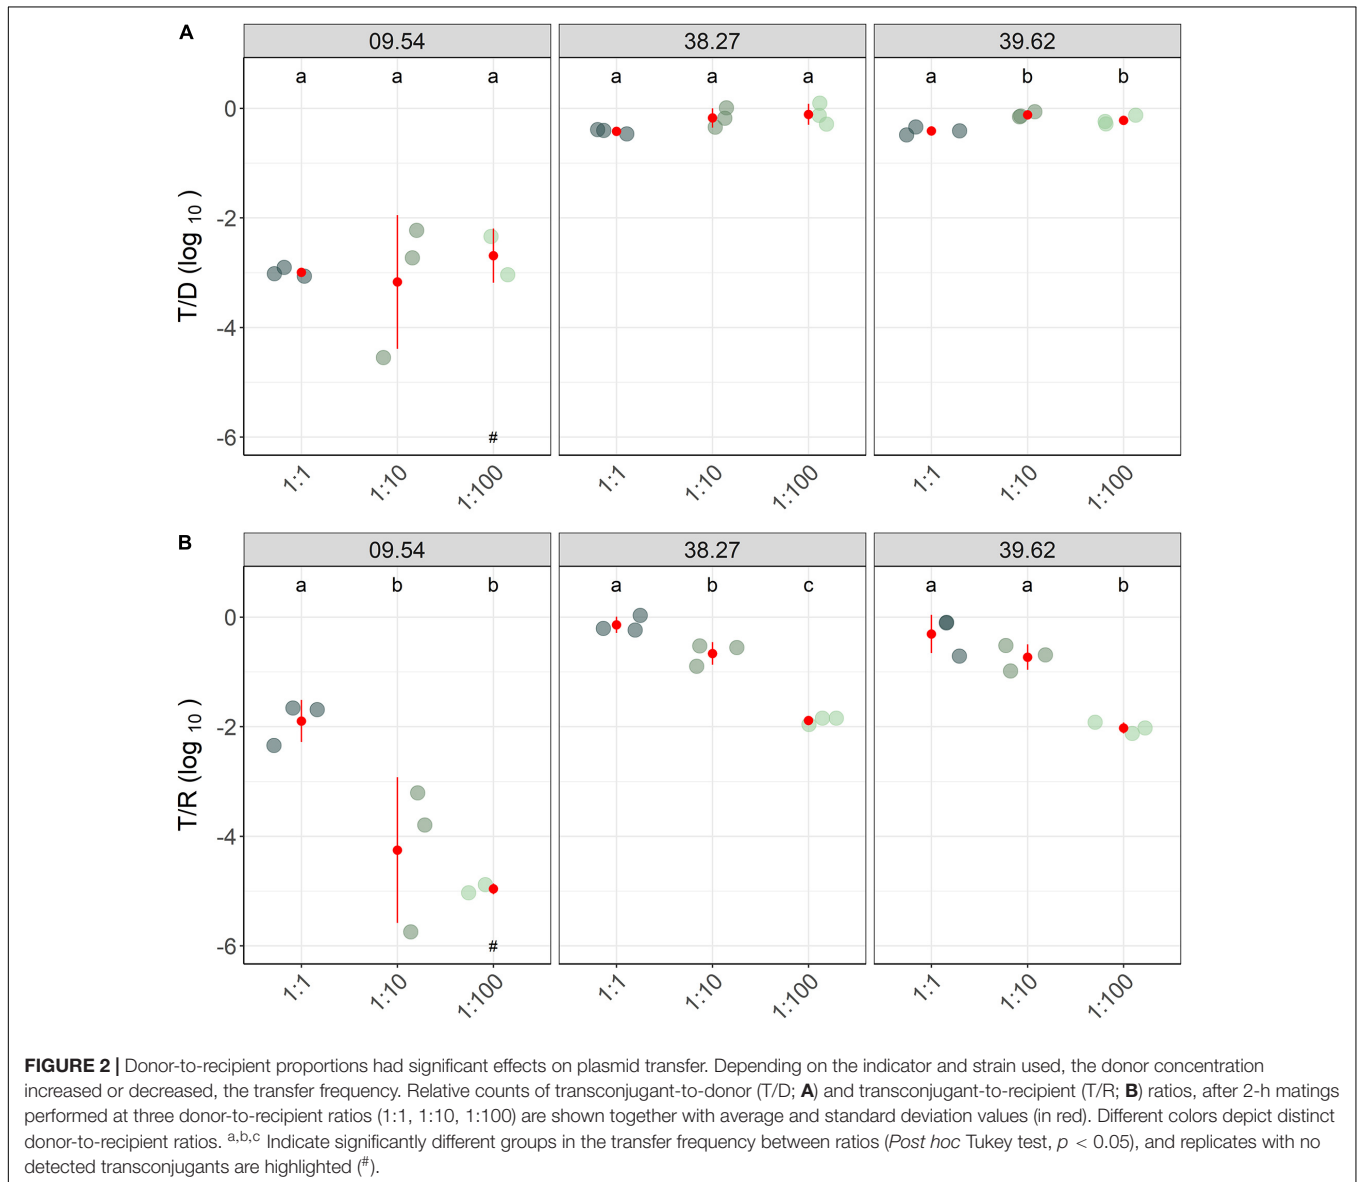 A
09.54 38.27 39.62
a a a a a a a b b
0
-2
-4
-6
T/D (log 10)
#
1:1 1:10 1:100 1:1 1:10 1:100 1:1 1:10 1:100
B
09.54 38.27 39.62
a b b a b c a a b
0
-2
-4
-6
T/R (log 10)
#
1:1 1:10 1:100 1:1 1:10 1:100 1:1 1:10 1:100
FIGURE 2 | Donor-to-recipient proportions had significant effects on plasmid transfer. Depending on the indicator and strain used, the donor concentration
increased or decreased, the transfer frequency. Relative counts of transconjugant-to-donor (T/D; A) and transconjugant-to-recipient (T/R; B) ratios, after 2-h matings
performed at three donor-to-recipient ratios (1:1, 1:10, 1:100) are shown together with average and standard deviation values (in red). Different colors depict distinct
donor-to-recipient ratios. a,b,c Indicate significantly different groups in the transfer frequency between ratios (Post hoc Tukey test, p < 0.05), and replicates with no
detected transconjugants are highlighted (#).